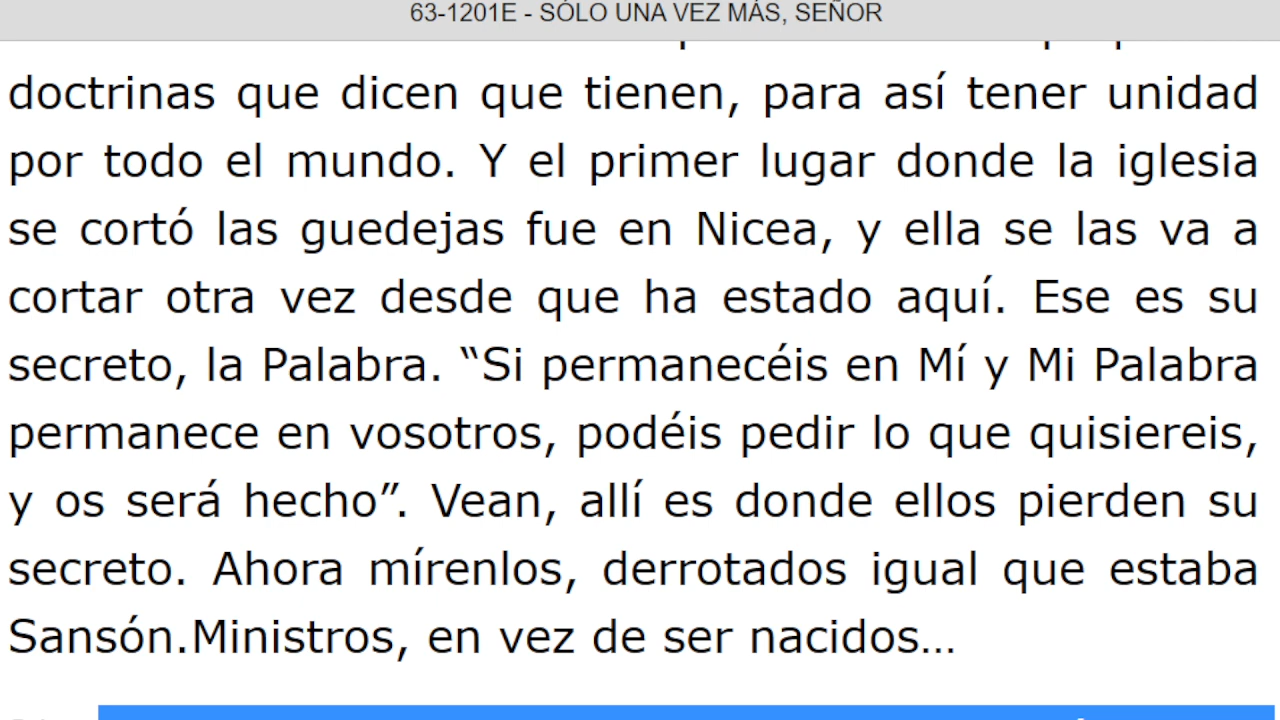 63-1201E - SÓLO UNA VEZ MÁS, SEÑOR
doctrinas que dicen que tienen, para así tener unidad
por todo el mundo. Y el primer lugar donde la iglesia
se cortó las guedejas fue en Nicea, y ella se las va a
cortar otra vez desde que ha estado aquí. Ese es su
secreto, la Palabra. “Si permanecéis en Mí y Mi Palabra
permanece en vosotros, podéis pedir lo que quisiereis,
y os será hecho”. Vean, allí es donde ellos pierden su
secreto. Ahora mírenlos, derrotados igual que estaba
Sansón.Ministros, en vez de ser nacidos…